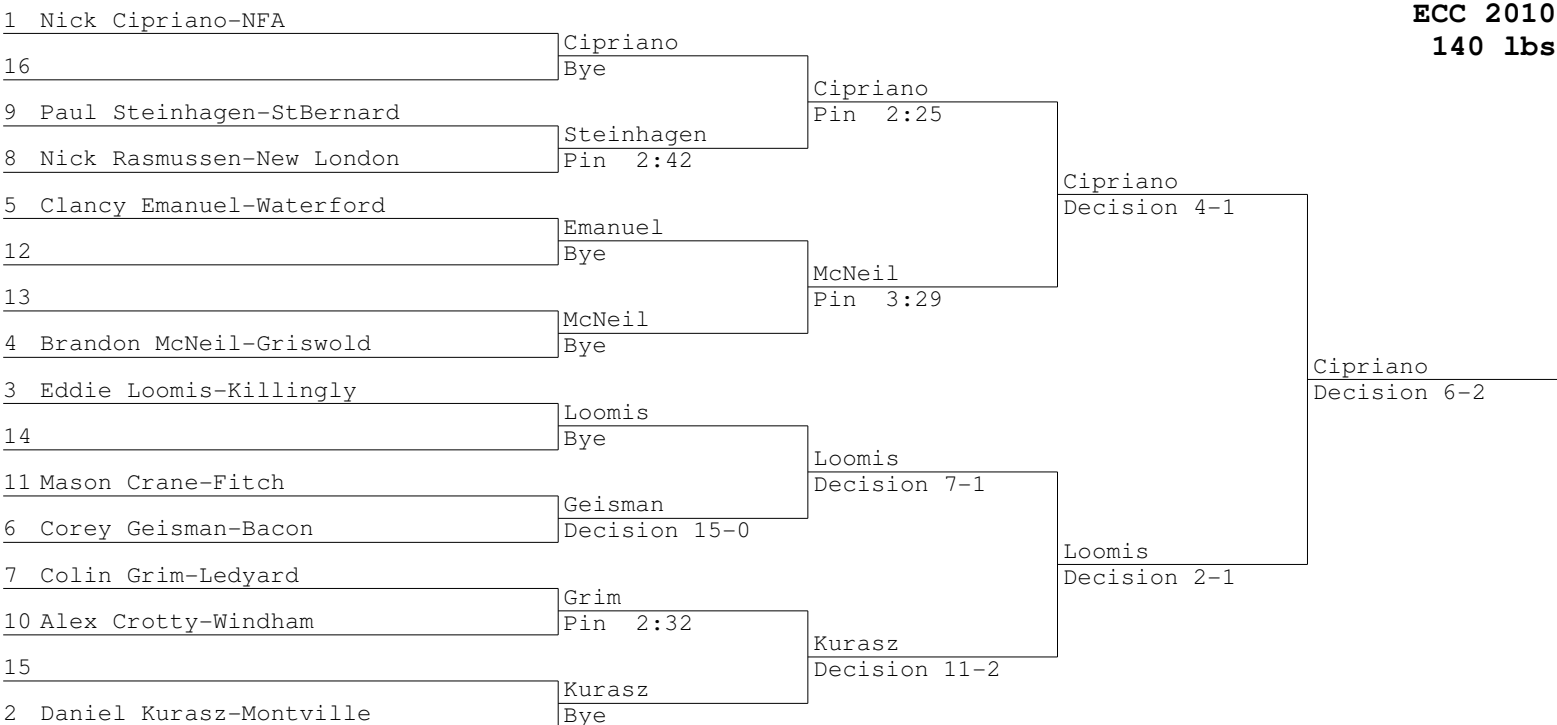 ECC 2010
140 lbs
1 Nick Cipriano-NFA
16
9 Paul Steinhagen-StBernard
8 Nick Rasmussen-New London
5 Clancy Emanuel-Waterford
12
13
4 Brandon McNeil-Griswold
3 Eddie Loomis-Killingly
14
11 Mason Crane-Fitch
6 Corey Geisman-Bacon
7 Colin Grim-Ledyard
10 Alex Crotty-Windham
15
2 Daniel Kurasz-Montville
Cipriano
Bye
Steinhagen
Pin 2:42
Emanuel
Bye
McNeil
Bye
Loomis
Bye
Geisman
Decision 15-0
Grim
Pin 2:32
Kurasz
Bye
Cipriano
Pin 2:25
McNeil
Pin 3:29
Loomis
Decision 7-1
Kurasz
Decision 11-2
Cipriano
Decision 4-1
Loomis
Decision 2-1
Cipriano
Decision 6-2